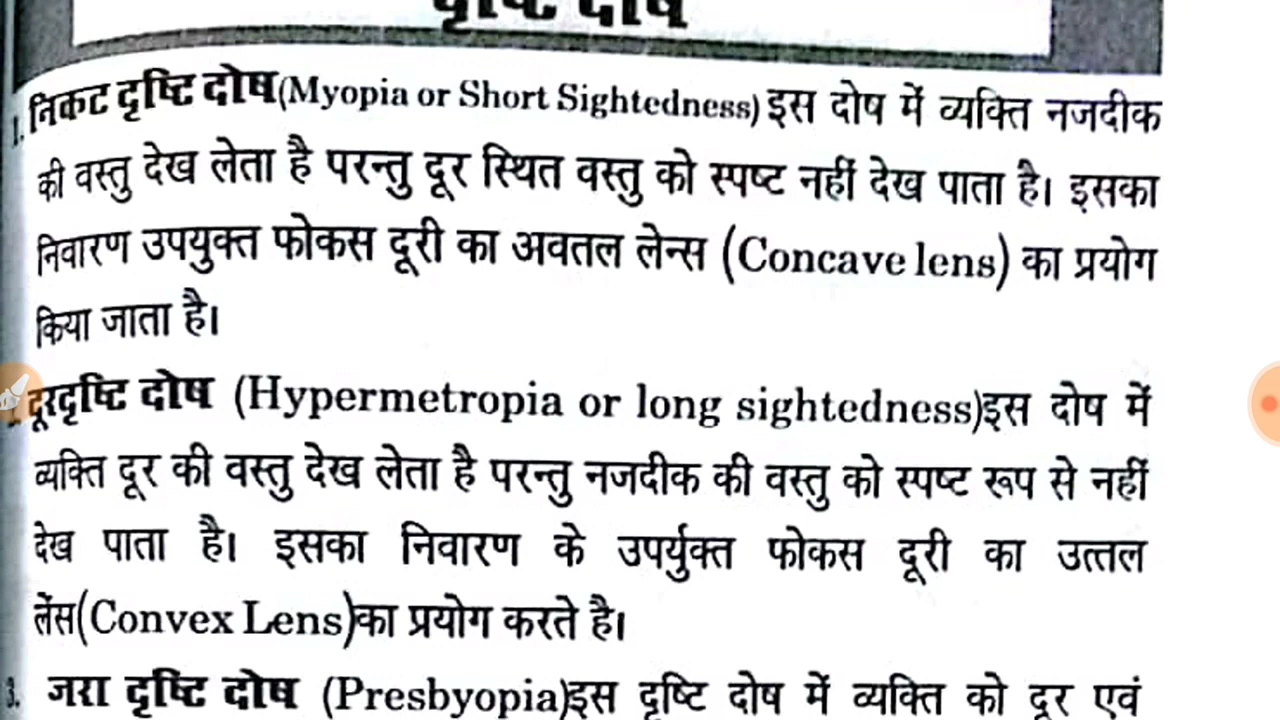 दृष्टि दोष
1. निकट दृष्टि दोष(Myopia or Short Sightedness) इस दोष में व्यक्ति नजदीक
की वस्तु देख लेता है परन्तु दूर स्थित वस्तु को स्पष्ट नहीं देख पाता है। इसका
निवारण उपयुक्त फोकस दूरी का अवतल लेन्स (Concave lens) का प्रयोग
किया जाता है।
दूरदृष्टि दोष (Hypermetropia or long sightedness)इस दोष में
व्यक्ति दूर की वस्तु देख लेता है परन्तु नजदीक की वस्तु को स्पष्ट रूप से नहीं
देख पाता है। इसका निवारण के उपर्युक्त फोकस दूरी का उत्तल
लेंस(Convex Lens)का प्रयोग करते है।
3. जरा दृष्टि दोष (Presbyopia)इस दृष्टि दोष में व्यक्ति को दूर एवं